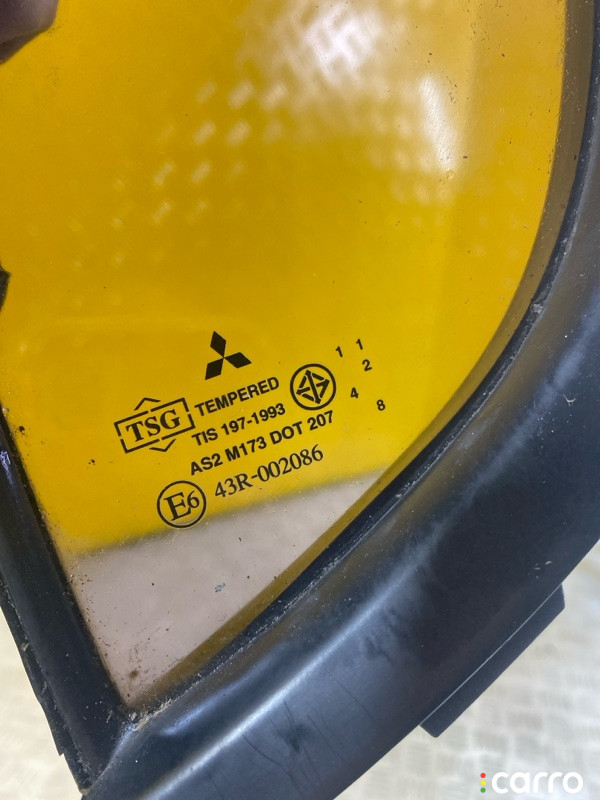 TSG
TEMPERED
TIS 197-1993
AS2 M173 DOT 207
E6 43R-002086
1 1
2
4
8
carro